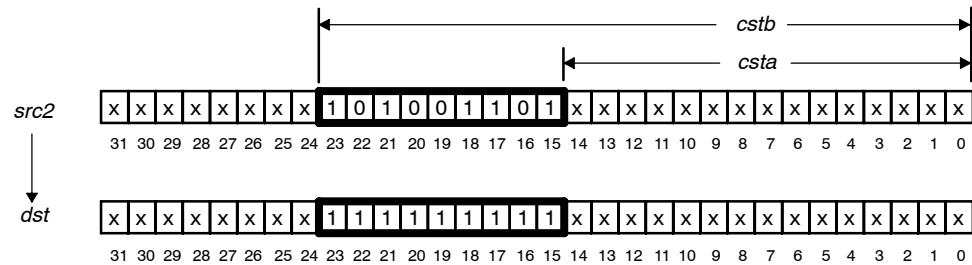 cstb
csta
src2 x x x x x x x x 1 0 1 0 0 1 1 0 1 x x x x x x x x x x x x x x x
31 30 29 28 27 26 25 24 23 22 21 20 19 18 17 16 15 14 13 12 11 10 9 8 7 6 5 4 3 2 1 0
dst x x x x x x x x 1 1 1 1 1 1 1 1 1 x x x x x x x x x x x x x x x
31 30 29 28 27 26 25 24 23 22 21 20 19 18 17 16 15 14 13 12 11 10 9 8 7 6 5 4 3 2 1 0